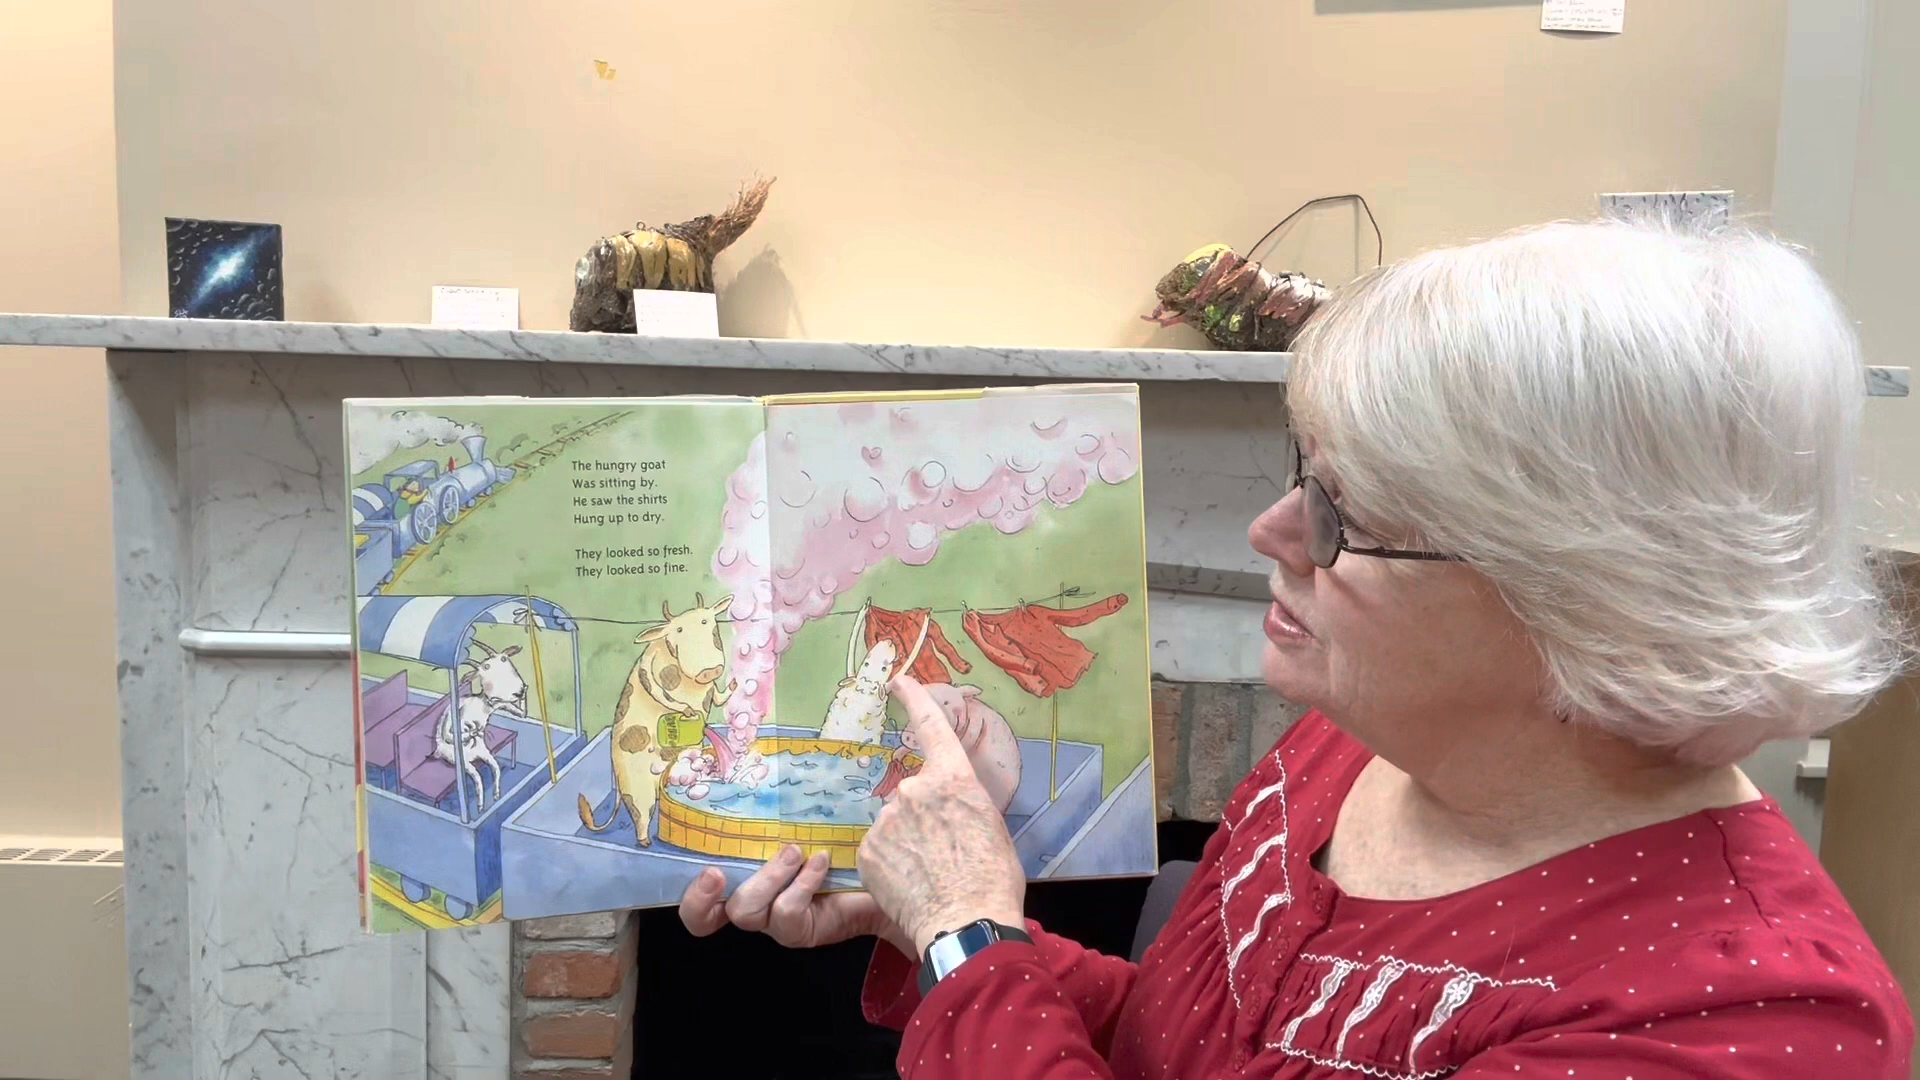 The hungry goat
Was sitting by.
He saw the shirts
Hung up to dry.
They looked so fresh.
They looked so fine.